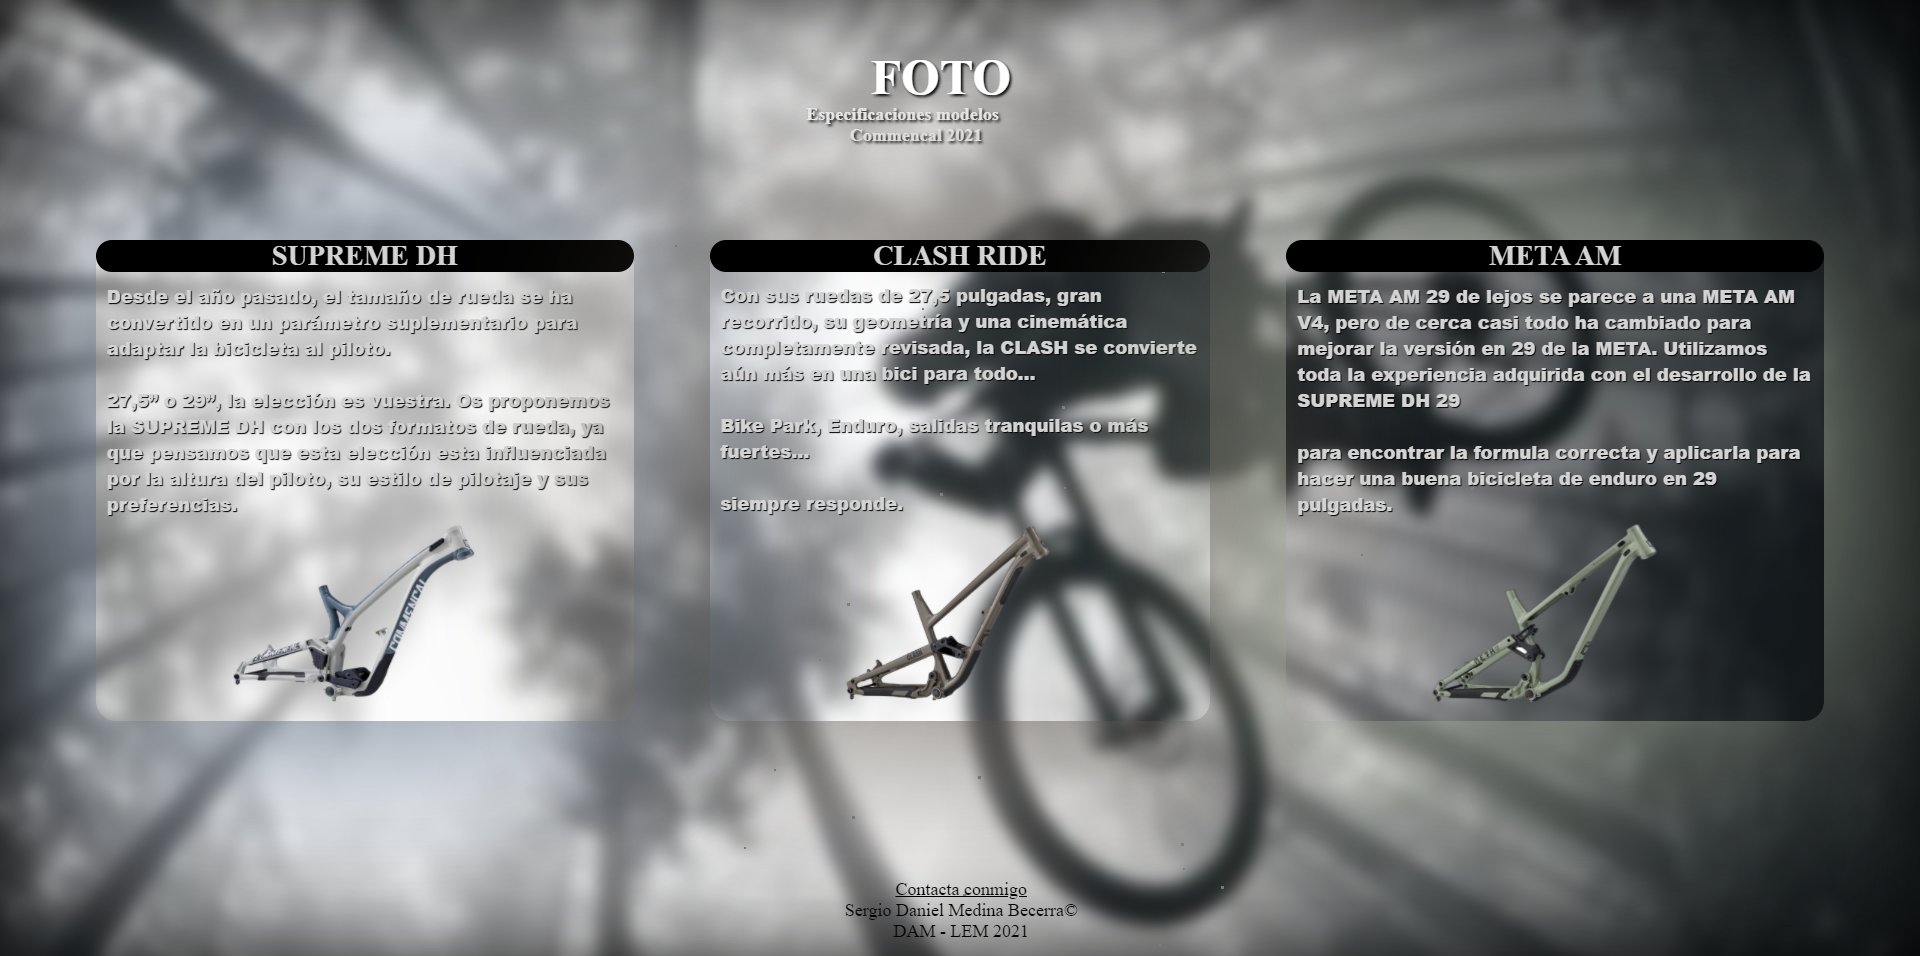 FOTO
Especificaciones modelos
Commencal 2021
SUPREME DH
Desde el año pasado, el tamaño de rueda se ha
convertido en un parámetro suplementario para
adaptar la bicicleta al piloto.
27,5” o 29”, la elección es vuestra. Os proponemos
la SUPREME DH con los dos formatos de rueda, ya
que pensamos que esta elección esta influenciada
por la altura del piloto, su estilo de pilotaje y sus
preferencias.
COMMENCAL
CLASH RIDE
Con sus ruedas de 27,5 pulgadas, gran
recorrido, su geometría y una cinemática
completamente revisada, la CLASH se convierte
aún más en una bici para todo...
Bike Park, Enduro, salidas tranquilas o más
fuertes...
siempre responde.
CLASH
META AM
La META AM 29 de lejos se parece a una META AM
V4, pero de cerca casi todo ha cambiado para
mejorar la versión en 29 de la META. Utilizamos
toda la experiencia adquirida con el desarrollo de la
SUPREME DH 29
para encontrar la formula correcta y aplicarla para
hacer una buena bicicleta de enduro en 29
pulgadas.
META
Contacta conmigo
Sergio Daniel Medina Becerra©
DAM - LEM 2021